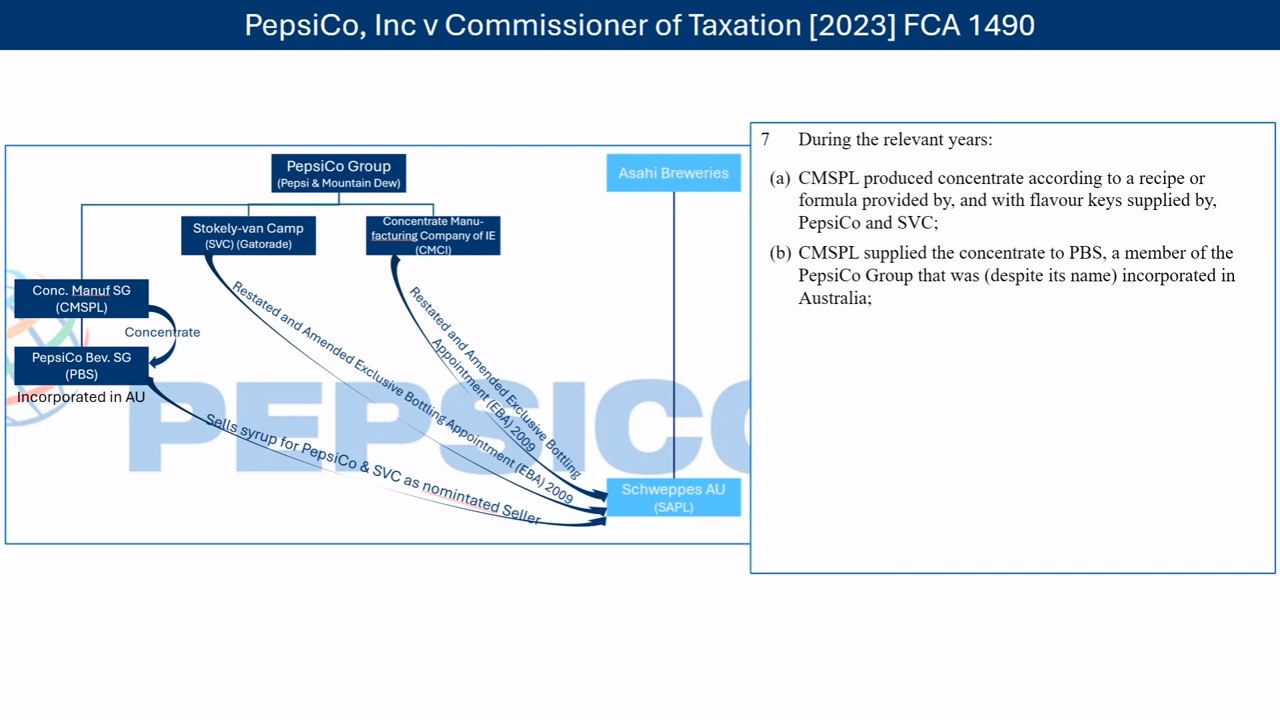 PepsiCo, Inc v Commissioner of Taxation [2023] FCA 1490
PepsiCo Group
(Pepsi & Mountain Dew)
Asahi Breweries
Stokely-van Camp
(SVC) (Gatorade)
Concentrate Manu-
facturing Company of IE
(CMCI)
Conc. Manuf SG
(CMSPL)
Concentrate
PepsiCo Bev. SG
(PBS)
Incorporated in AU
Restated and Amended Exclusive Bottling Appointment (EBA) 2009
Restated and Amended Exclusive Bottling
Appointment (EBA) 2009
Sells syrup for PepsiCo & SVC as nomintated Seller
Schweppes AU
(SAPL)
PEPSICO
7 During the relevant years:
(a) CMSPL produced concentrate according to a recipe or
formula provided by, and with flavour keys supplied by,
PepsiCo and SVC;
(b) CMSPL supplied the concentrate to PBS, a member of the
PepsiCo Group that was (despite its name) incorporated in
Australia;